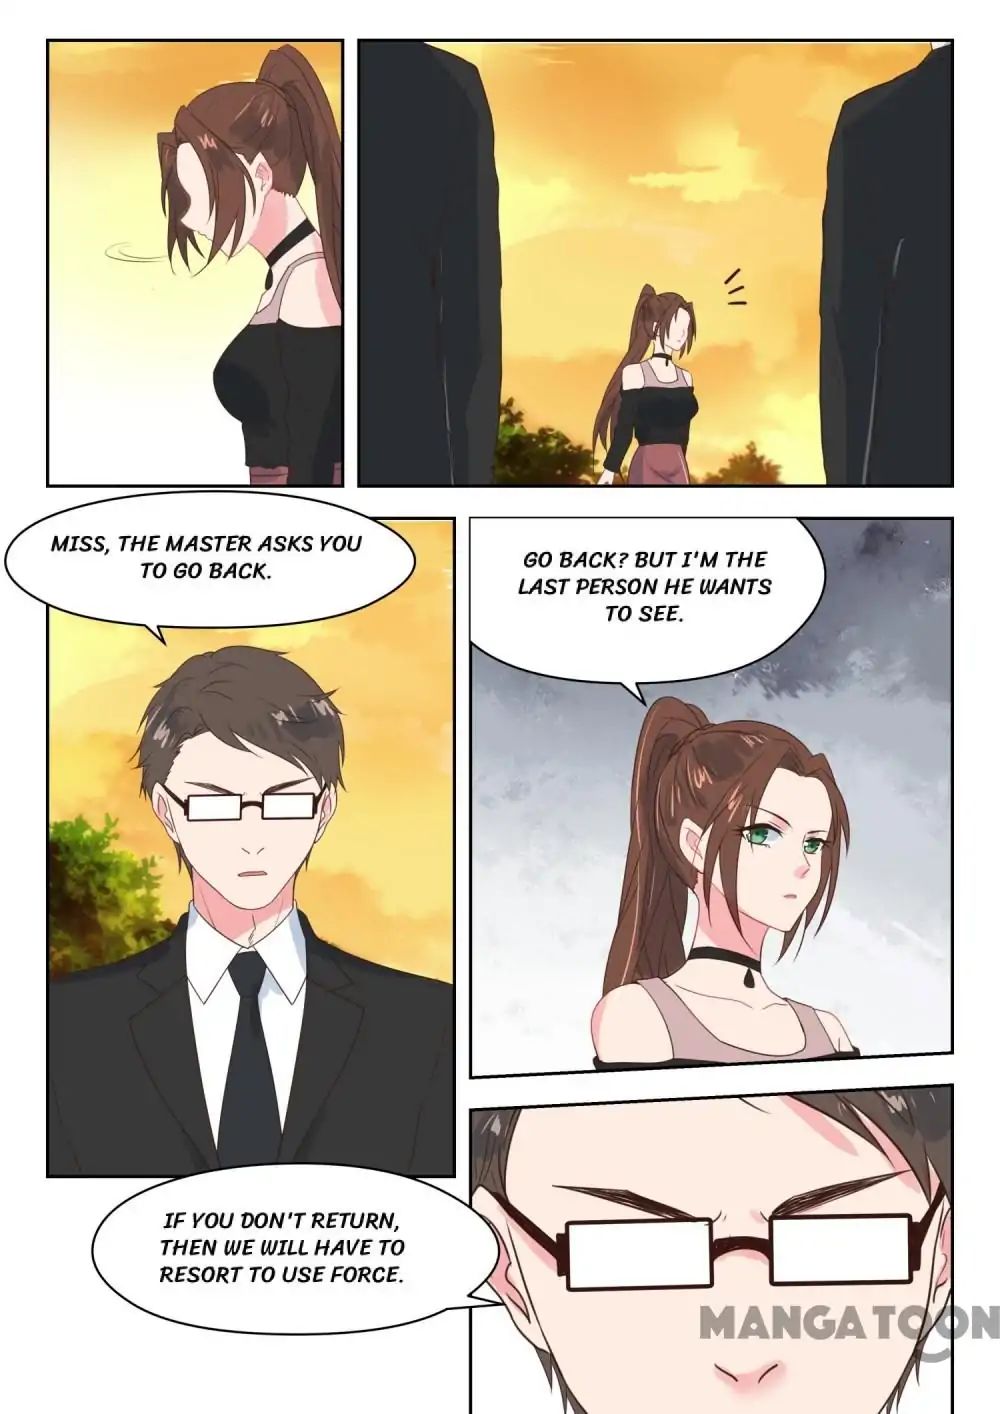 MISS, THE MASTER ASKS YOU
TO GO BACK.
GO BACK? BUT I'M THE
LAST PERSON HE WANTS
TO SEE.
IF YOU DON'T RETURN,
THEN WE WILL HAVE TO
RESORT TO USE FORCE.
MANGATOON